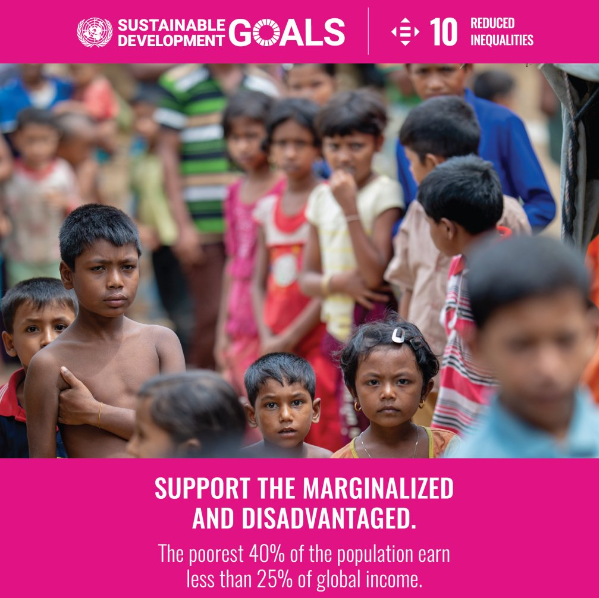 SUSTAINABLE
DEVELOPMENT GOALS
10 REDUCED
INEQUALITIES
SUPPORT THE MARGINALIZED
AND DISADVANTAGED.
The poorest 40% of the population earn
less than 25% of global income.